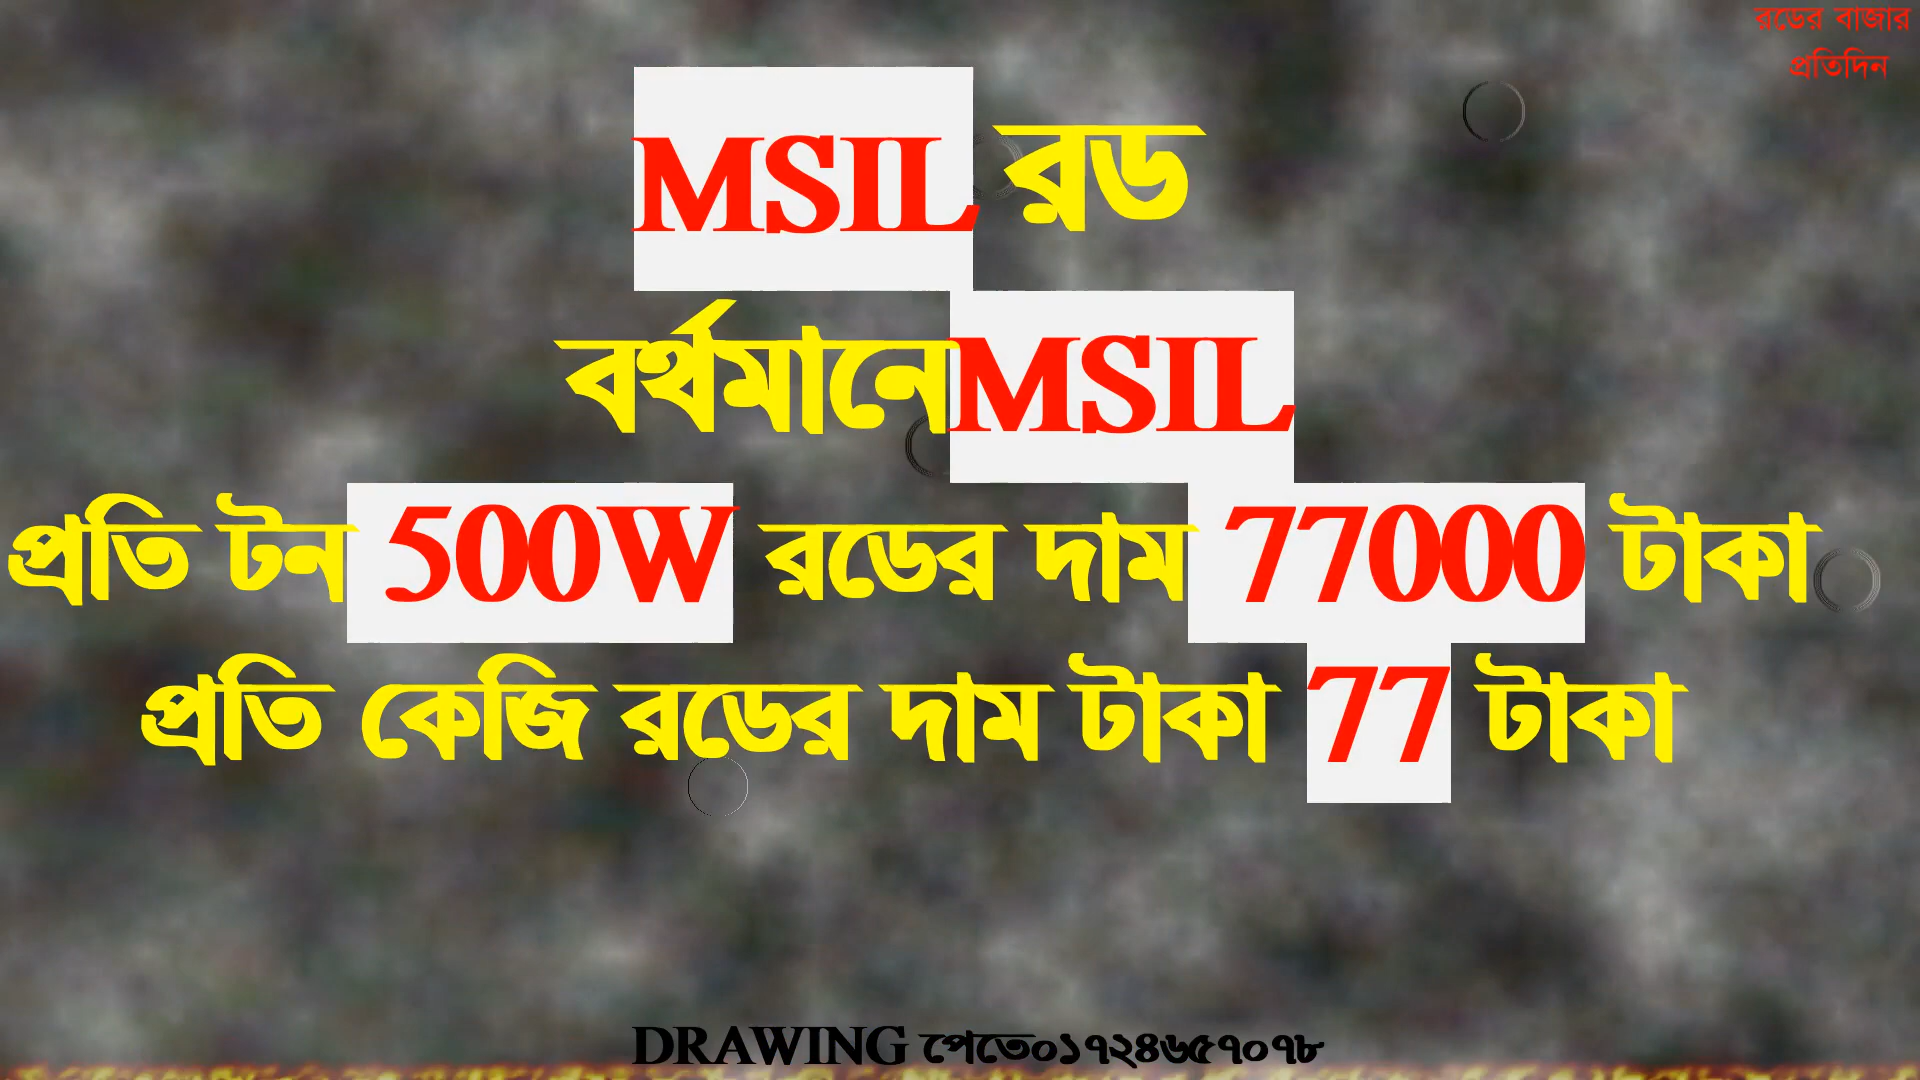 রডের বাজার
প্রতিদিন
MSIL রড
বর্থমানেMSIL
প্রতি টন 500W রডের দাম 77000 টাকা
প্রতি কেজি রডের দাম টাকা 77 টাকা
DRAWING পেতে০১৭২৪৬৫৭০৭৮